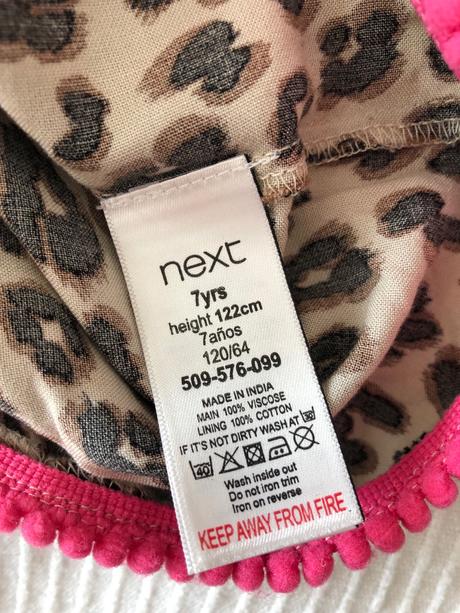 next
7yrs
height 122cm
7años
120/64
509-576-099
MADE IN INDIA
MAIN 100% VISCOSE
LINING 100% COTTON
IF IT'S NOT DIRTY WASH AT
40
Wash inside out
Do not iron trim
Iron on reverse
KEEP AWAY FROM FIRE